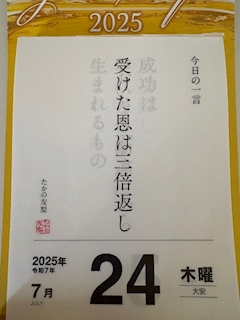 2025
今日の一言
受けた恩は三倍返し
成功は
生まれるもの
たかの友梨
2025年
令和7年
7月
JULY
24
木曜
大安